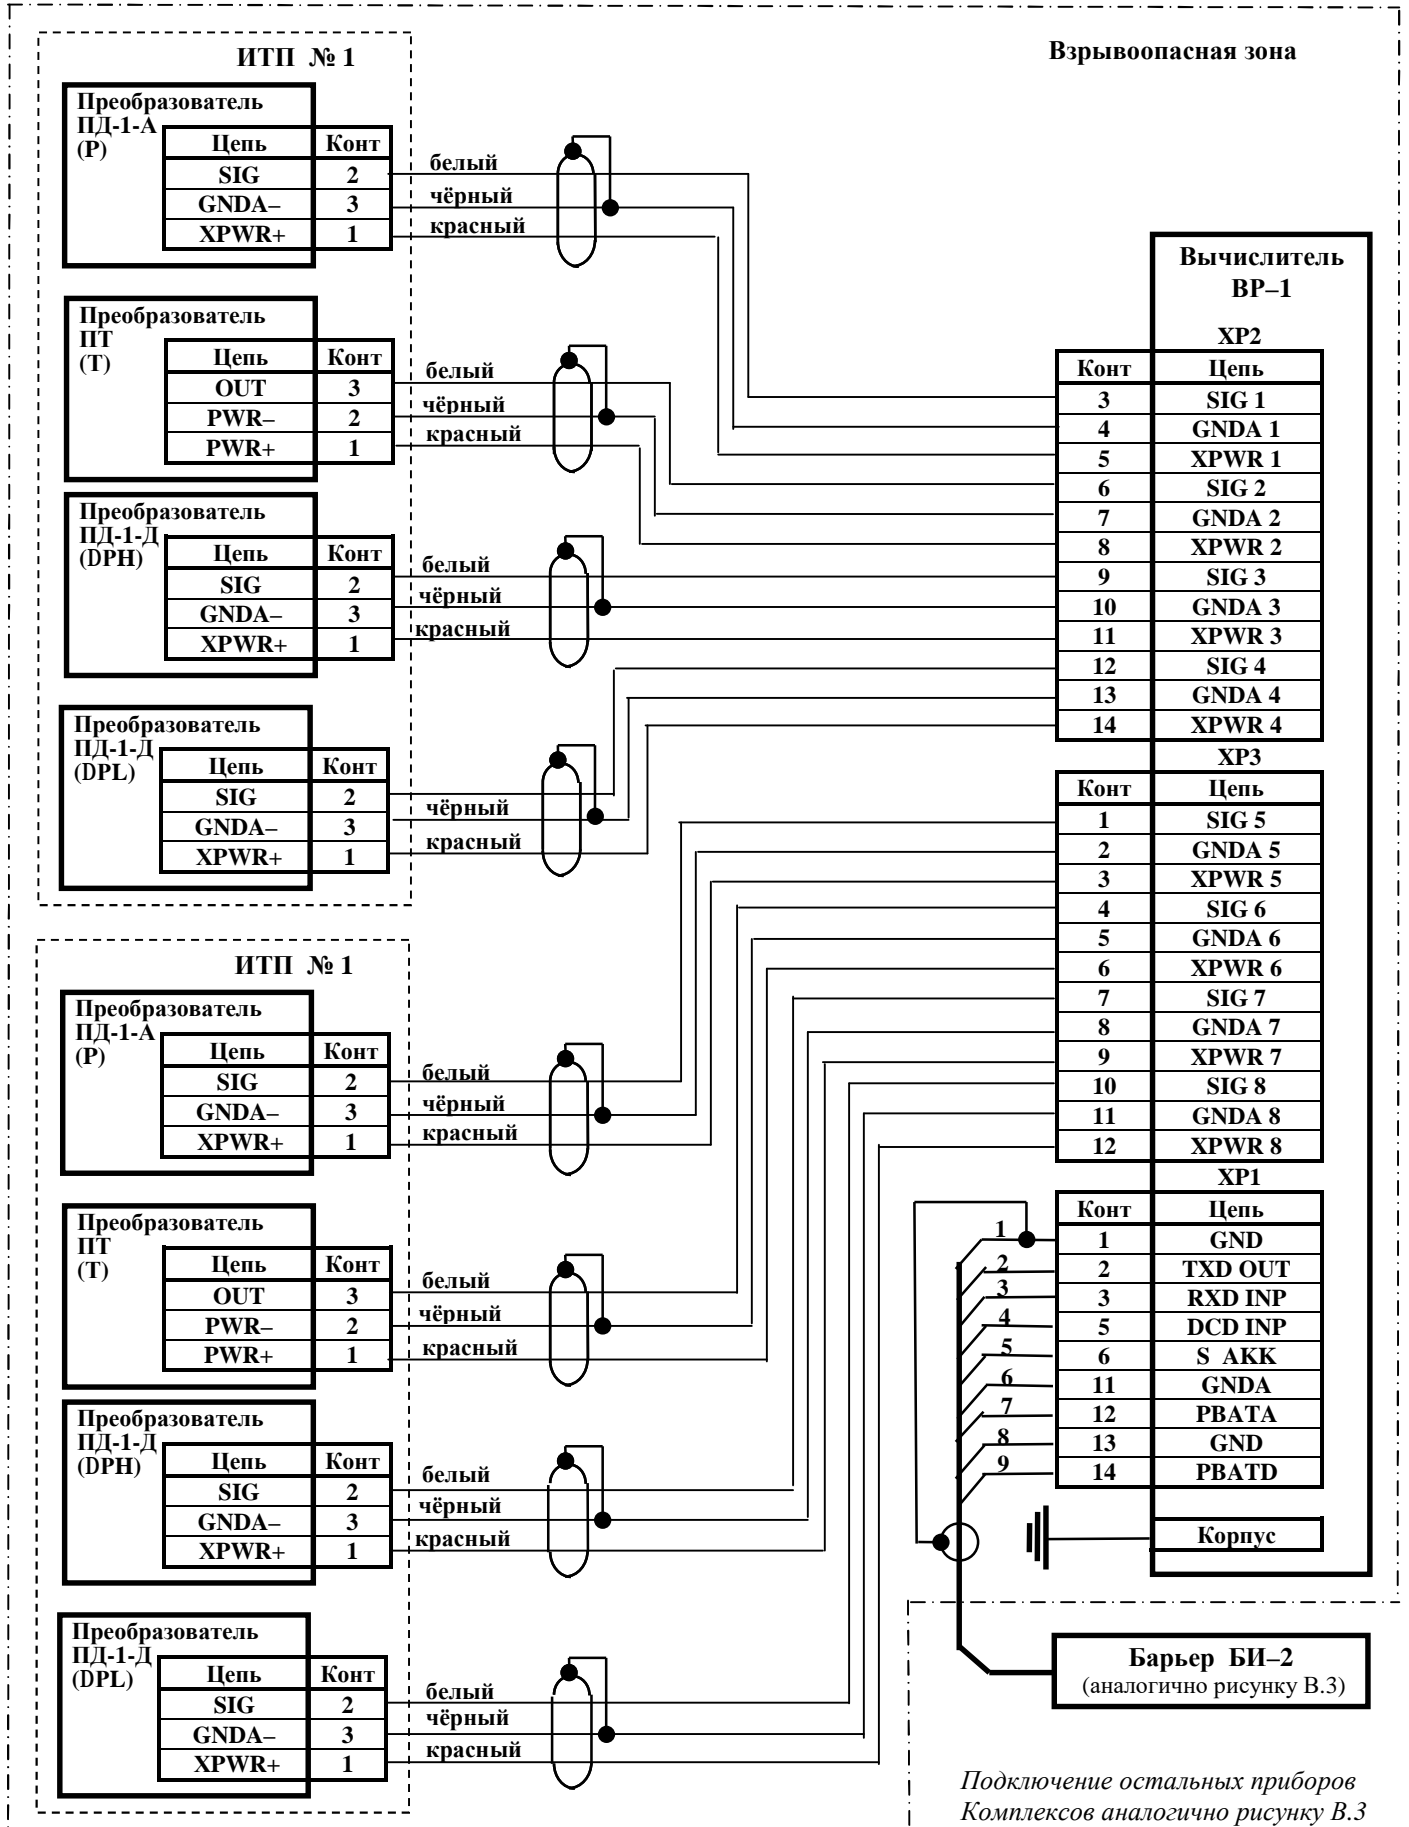 ИТП № 1
Взрывоопасная зона
Преобразователь
ПД-1-А
(P)
Цепь Конт
SIG 2
GNDA– 3
XPWR+ 1
белый
чёрный
красный
Преобразователь
ПТ
(T)
Цепь Конт
OUT 3
PWR– 2
PWR+ 1
белый
чёрный
красный
Преобразователь
ПД-1-Д
(DPH)
Цепь Конт
SIG 2
GNDA– 3
XPWR+ 1
белый
чёрный
красный
Преобразователь
ПД-1-Д
(DPL)
Цепь Конт
SIG 2
GNDA– 3
XPWR+ 1
чёрный
красный
ИТП № 1
Преобразователь
ПД-1-А
(P)
Цепь Конт
SIG 2
GNDA– 3
XPWR+ 1
белый
чёрный
красный
Преобразователь
ПТ
(T)
Цепь Конт
OUT 3
PWR– 2
PWR+ 1
белый
чёрный
красный
Преобразователь
ПД-1-Д
(DPH)
Цепь Конт
SIG 2
GNDA– 3
XPWR+ 1
белый
чёрный
красный
Преобразователь
ПД-1-Д
(DPL)
Цепь Конт
SIG 2
GNDA– 3
XPWR+ 1
белый
чёрный
красный
Вычислитель
ВР–1
XP2
Конт Цепь
3 SIG 1
4 GNDA 1
5 XPWR 1
6 SIG 2
7 GNDA 2
8 XPWR 2
9 SIG 3
10 GNDA 3
11 XPWR 3
12 SIG 4
13 GNDA 4
14 XPWR 4
XP3
Конт Цепь
1 SIG 5
2 GNDA 5
3 XPWR 5
4 SIG 6
5 GNDA 6
6 XPWR 6
7 SIG 7
8 GNDA 7
9 XPWR 7
10 SIG 8
11 GNDA 8
12 XPWR 8
XP1
Конт Цепь
1 1 GND
2 2 TXD OUT
3 3 RXD INP
4 5 DCD INP
5 6 S AKK
6 11 GNDA
7 12 PBATA
8 13 GND
9 14 PBATD
Корпус
Барьер БИ–2
(аналогично рисунку В.3)
Подключение остальных приборов
Комплексов аналогично рисунку В.3